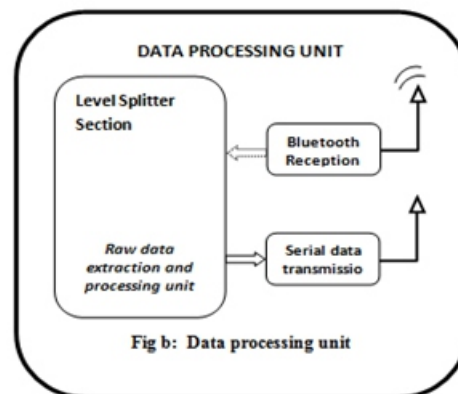 DATA PROCESSING UNIT
Level Splitter
Section
Bluetooth
Reception
Raw data
extraction and
processing unit
Serial data
transmissio
Fig b: Data processing unit